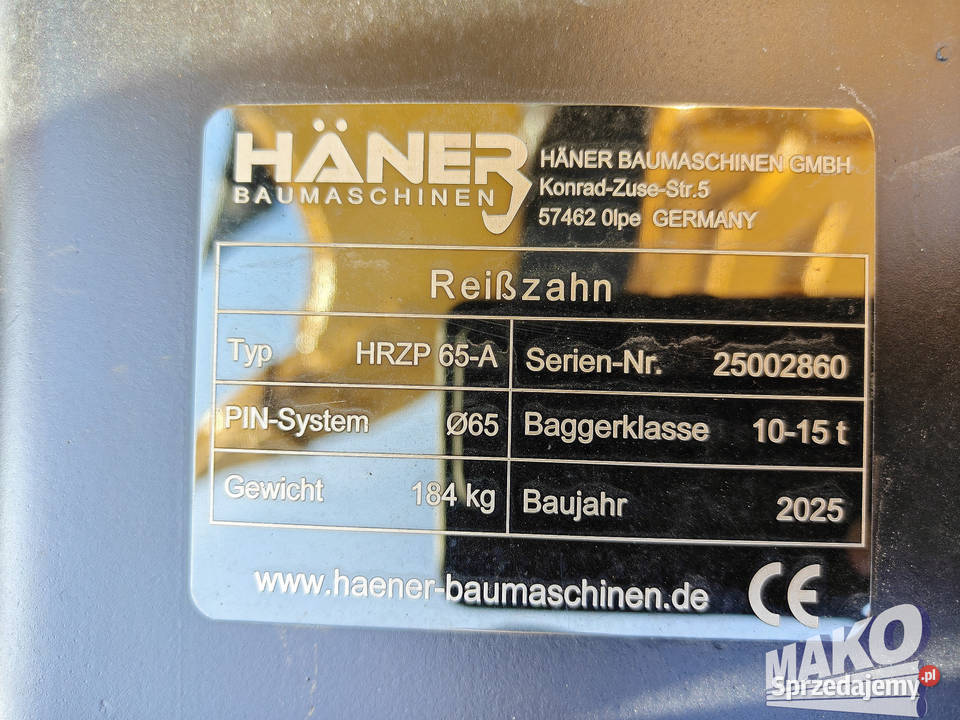 HÄNER
BAUMASCHINEN
HÄNER BAUMASCHINEN GMBH
Konrad-Zuse-Str.5
57462 Olpe GERMANY
Reißzahn
Typ HRZP 65-A Serien-Nr. 25002860
PIN-System Ø65 Baggerklasse 10-15 t
Gewicht 184 kg Baujahr 2025
www.haener-baumaschinen.de CE
MAKO
Sprzedajemy.pl